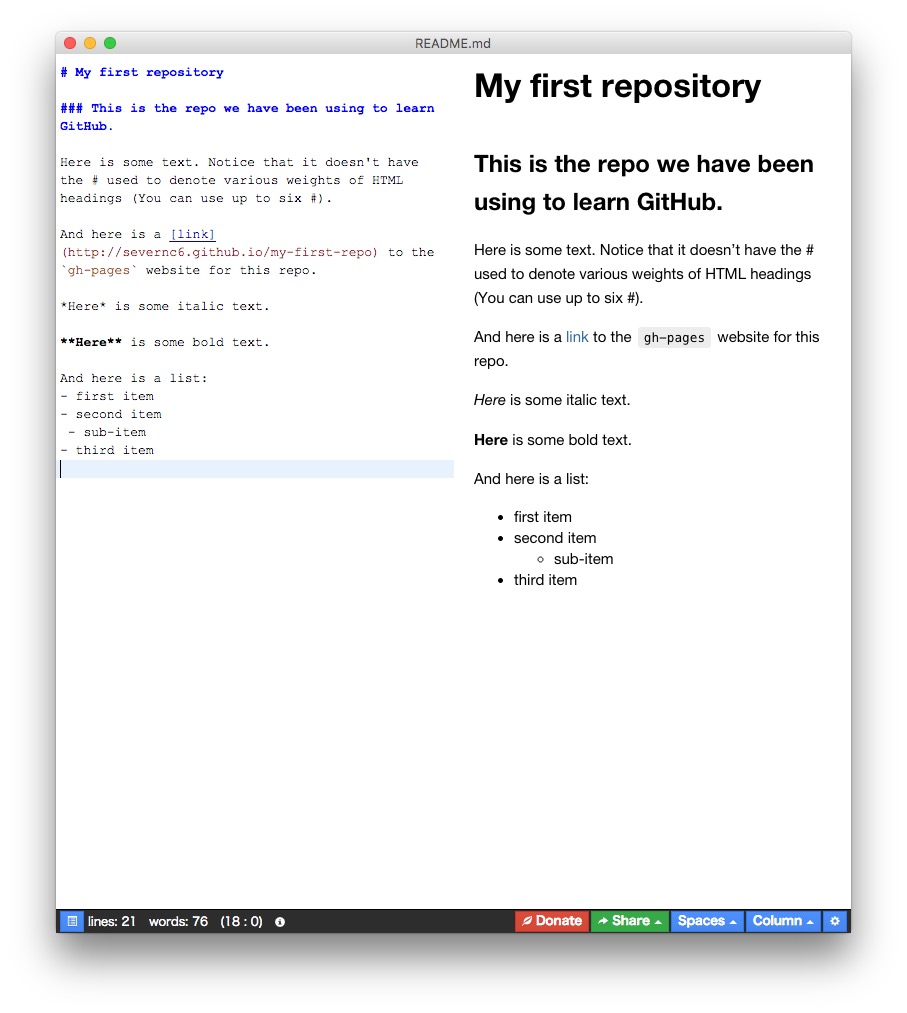 README.md
# My first repository
### This is the repo we have been using to learn
GitHub.
Here is some text. Notice that it doesn't have
the # used to denote various weights of HTML
headings (You can use up to six #).
And here is a [link]
(http://severnc6.github.io/my-first-repo) to the
`gh-pages` website for this repo.
*Here* is some italic text.
**Here** is some bold text.
And here is a list:
- first item
- second item
 - sub-item
- third item
My first repository
This is the repo we have been
using to learn GitHub.
Here is some text. Notice that it doesn’t have the #
used to denote various weights of HTML headings
(You can use up to six #).
And here is a link to the gh-pages website for this
repo.
Here is some italic text.
Here is some bold text.
And here is a list:
• first item
• second item
◦ sub-item
• third item
lines: 21 words: 76 (18 : 0) Donate Share Spaces Column